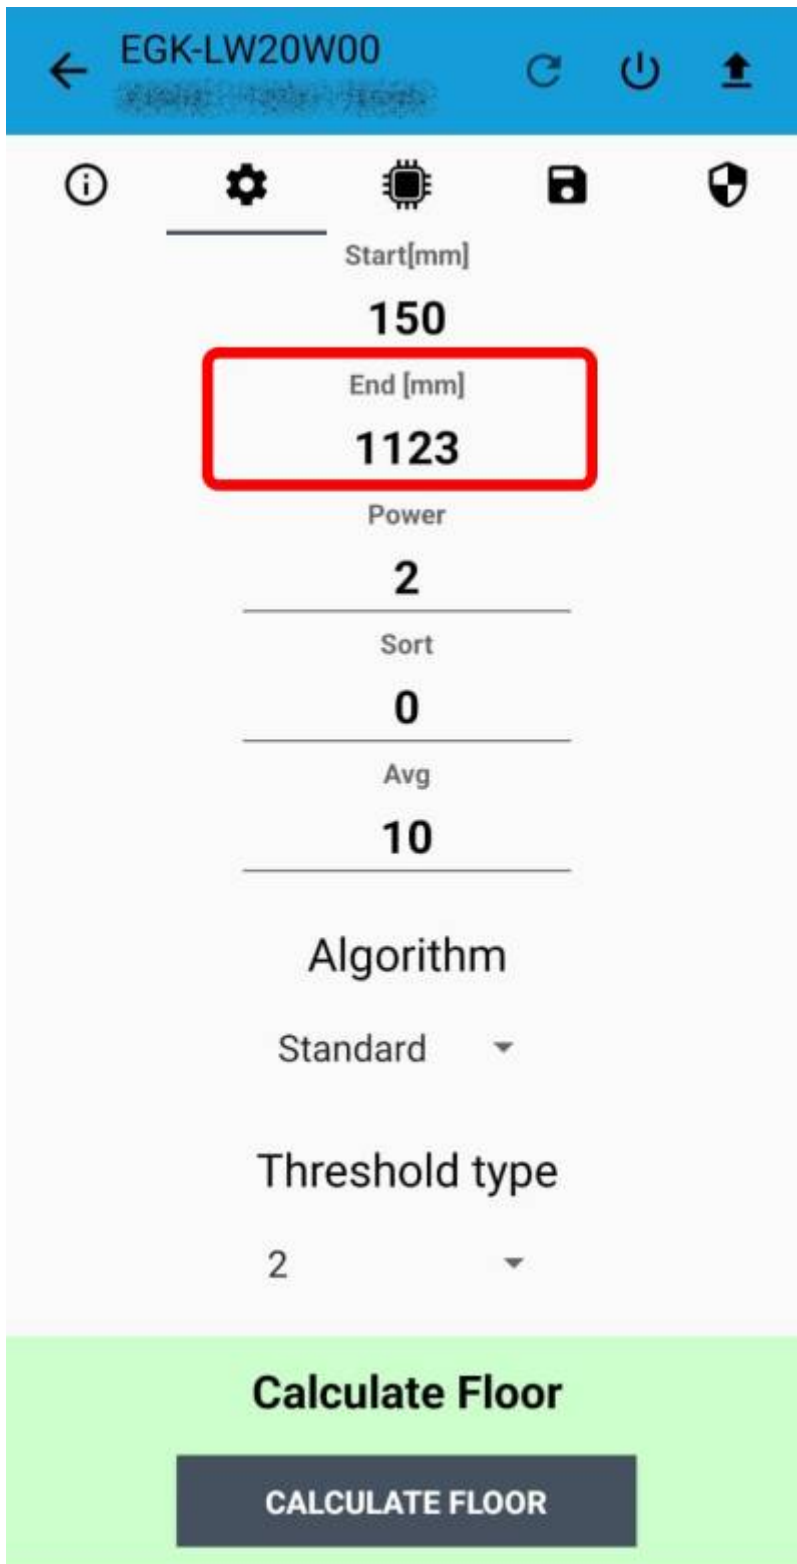 EGK-LW20W00
Start[mm]
150
End [mm]
1123
Power
2
Sort
0
Avg
10
Algorithm
Standard
Threshold type
2
Calculate Floor
CALCULATE FLOOR